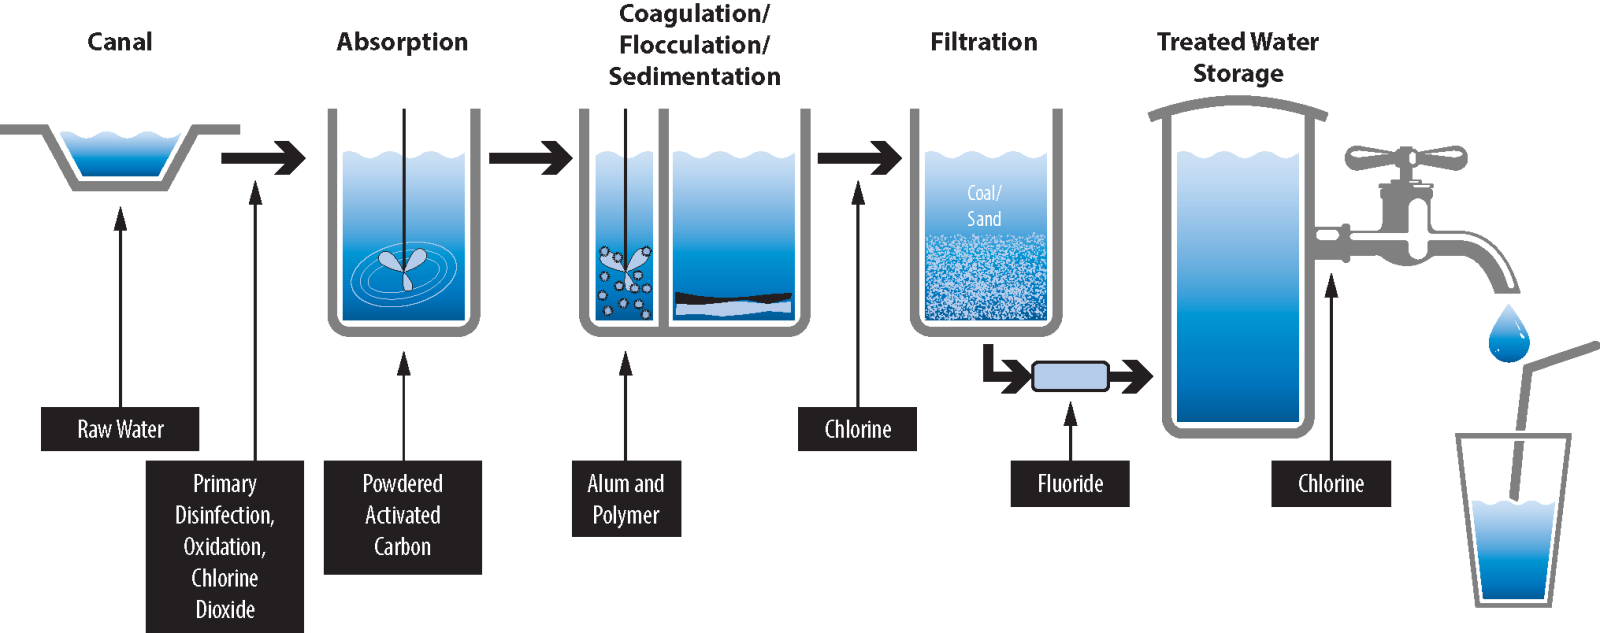 Canal
Absorption
Coagulation/
Flocculation/
Sedimentation
Filtration
Treated Water
Storage
Coal/
Sand
Raw Water
Primary
Disinfection,
Oxidation,
Chlorine
Dioxide
Powdered
Activated
Carbon
Alum and
Polymer
Chlorine
Fluoride
Chlorine